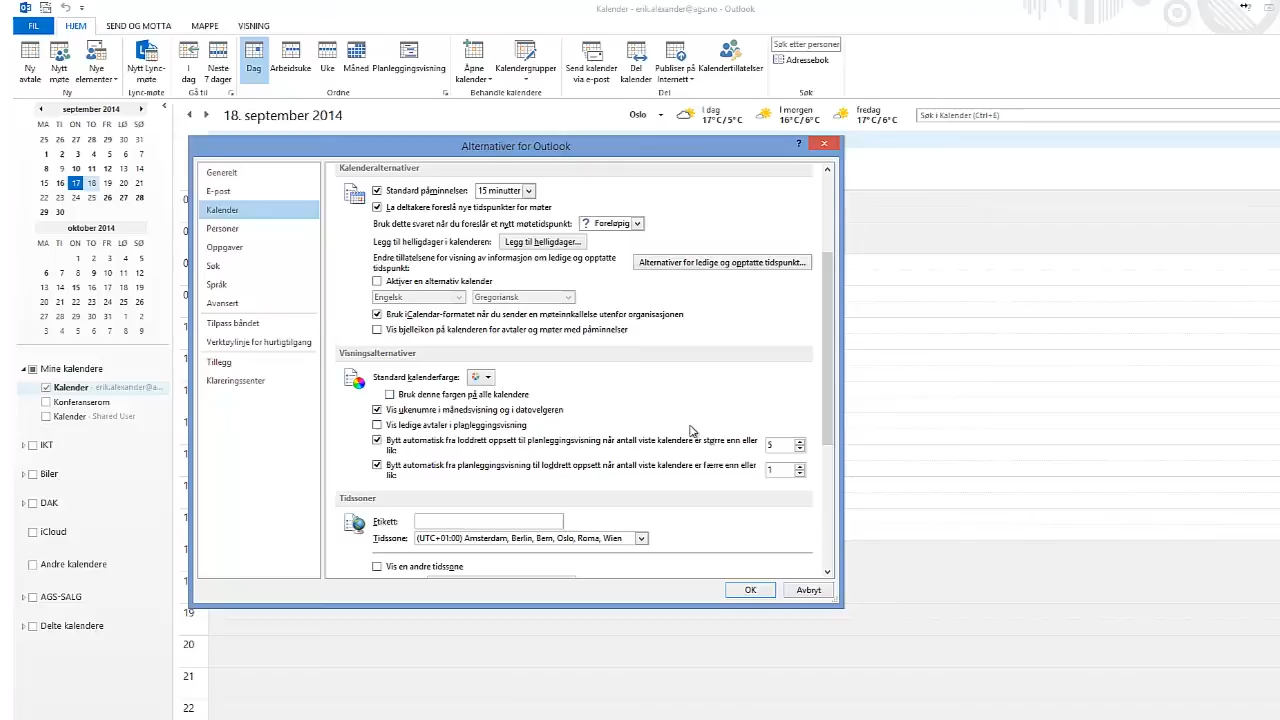 Kalender - erik.alexander@ags.no - Outlook
FIL HJEM SEND OG MOTTA MAPPE VISNING
Ny avtale
Nytt møte
Nye elementer
Nytt Lync-møte
I dag
Neste 7 dager
Dag
Arbeidsuke
Uke
Måned
Planleggingsvisning
Åpne kalender
Kalendergrupper
Send kalender via e-post
Del kalender
Publiser på Internett
Kalendertillatelser
Søk etter personer
Adressebok
Ny Lync-møte Gå til Ordne Behandle kalendere Del Søk
september 2014
MA TI ON TO FR LØ SØ
25 26 27 28 29 30 31
1 2 3 4 5 6 7
8 9 10 11 12 13 14
15 16 17 18 19 20 21
22 23 24 25 26 27 28
29 30
oktober 2014
MA TI ON TO FR LØ SØ
1 2 3 4 5
6 7 8 9 10 11 12
13 14 15 16 17 18 19
20 21 22 23 24 25 26
27 28 29 30 31 1 2
3 4 5 6 7 8 9
Mine kalendere
Kalender - erik.alexander@a...
Konferanserom
Kalender - Shared User
IKT
Biler
DAK
iCloud
Andre kalendere
AGS-SALG
Delte kalendere
18. september 2014
Oslo
I dag
17°C/5°C
I morgen
16°C/6°C
fredag
17°C/6°C
Søk i Kalender (Ctrl+E)
Alternativer for Outlook
?
Generelt
E-post
Kalender
Personer
Oppgaver
Søk
Språk
Avansert
Tilpass båndet
Verktøylinje for hurtigtilgang
Tillegg
Klareringssenter
Kalenderalternativer
Standard påminnelser: 15 minutter
La deltakere foreslå nye tidspunkter for møter
Bruk dette svaret når du foreslår et nytt møtetidspunkt: ? Foreløpig
Legg til helligdager i kalenderen: Legg til helligdager...
Endre tillatelsene for visning av informasjon om ledige og opptatte
tidspunkt:
Alternativer for ledige og opptatte tidspunkt...
Aktiver en alternativ kalender
Engelsk Gregoriansk
Bruk iCalendar-formatet når du sender en møteinnkallelse utenfor organisasjonen
Vis bjelleikon på kalenderen for avtaler og møter med påminnelser
Visningsalternativer
Standard kalenderfarge:
Bruk denne fargen på alle kalendere
Vis ukenumre i månedsvisning og i datovelgeren
Vis ledige avtaler i planleggingsvisning
Bytt automatisk fra loddrett oppsett til planleggingsvisning når antall viste kalendere er større enn eller
lik:
5
Bytt automatisk fra planleggingsvisning til loddrett oppsett når antall viste kalendere er færre enn eller
lik:
1
Tidssoner
Etikett:
Tidssone: (UTC+01:00) Amsterdam, Berlin, Bern, Oslo, Roma, Wien
Vis en andre tidssone
OK Avbryt
19
20
21
22